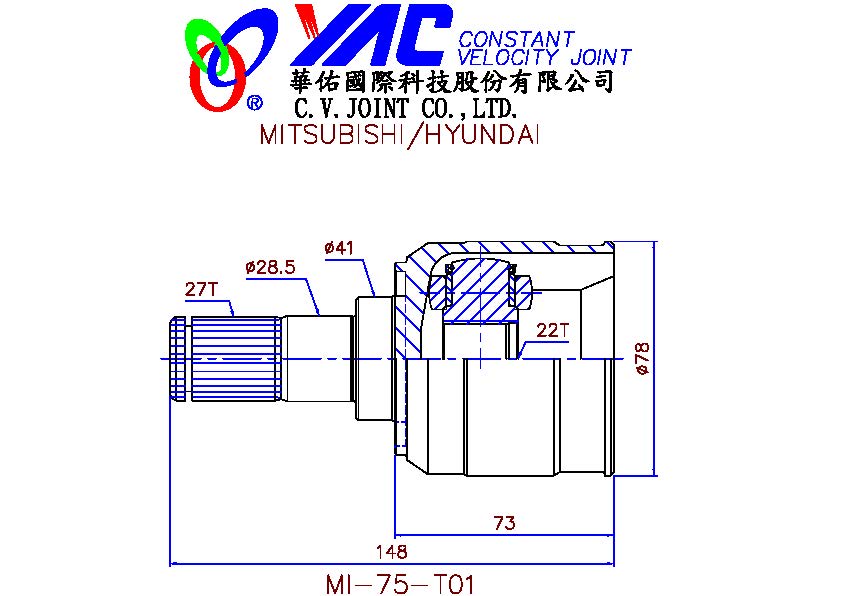 YAC CONSTANT
VELOCITY JOINT
®
華佑國際科技股份有限公司
C.V.JOINT CO.,LTD.
MITSUBISHI/HYUNDAI
ø41
ø28.5
27T
22T
ø78
73
148
MI-75-T01